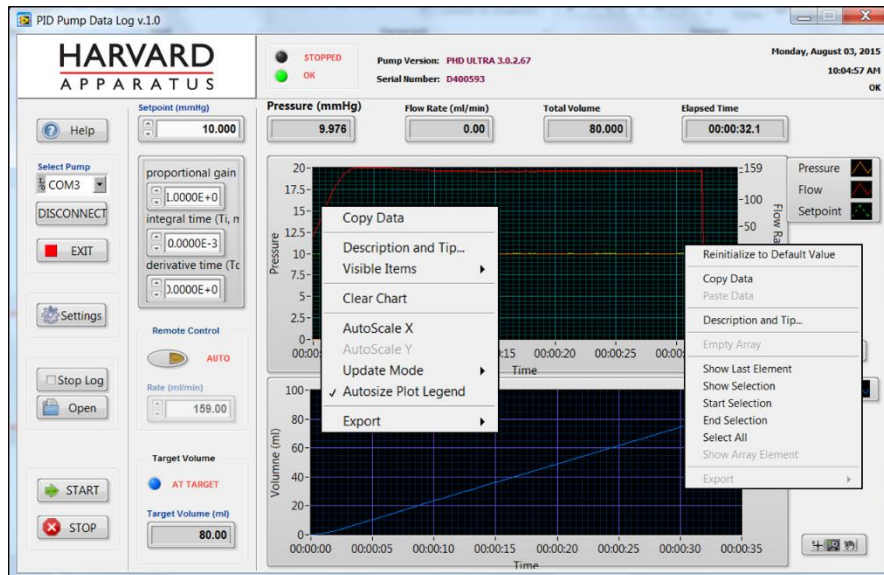 PID Pump Data Log v.1.0
HARVARD
APPARATUS
STOPPED
OK
Pump Version: PHD ULTRA 3.0.2.67
Serial Number: D400593
Monday, August 03, 2015
10:04:57 AM
OK
Help
Setpoint (mmHg)
10.000
Pressure (mmHg)
9.976
Flow Rate (ml/min)
0.00
Total Volume
80.000
Elapsed Time
00:00:32.1
Select Pump
COM3
DISCONNECT
EXIT
Settings
Stop Log
Open
START
STOP
proportional gain
1.0000E+0
integral time (Ti, m
0.0000E-3
derivative time (Td
0.0000E+0
Remote Control
AUTO
Rate (ml/min)
159.00
Target Volume
AT TARGET
Target Volume (ml)
80.00
Pressure
20
17.5
15
12.5
10
7.5
5
2.5
0
159
100
50
Flow Ra
00:00:
:15
00:00:20
00:00:25
00:00:
Time
Pressure
Flow
Setpoint
Copy Data
Description and Tip...
Visible Items
Clear Chart
AutoScale X
AutoScale Y
Update Mode
✓ Autosize Plot Legend
Export
Reinitialize to Default Value
Copy Data
Paste Data
Description and Tip...
Empty Array
Show Last Element
Show Selection
Start Selection
End Selection
Select All
Show Array Element
Export
Volumne (ml)
100
80
60
40
20
0
00:00:00
00:00:05
00:00:10
00:00:15
00:00:20
00:00:25
00:00:30
00:00:35
Time